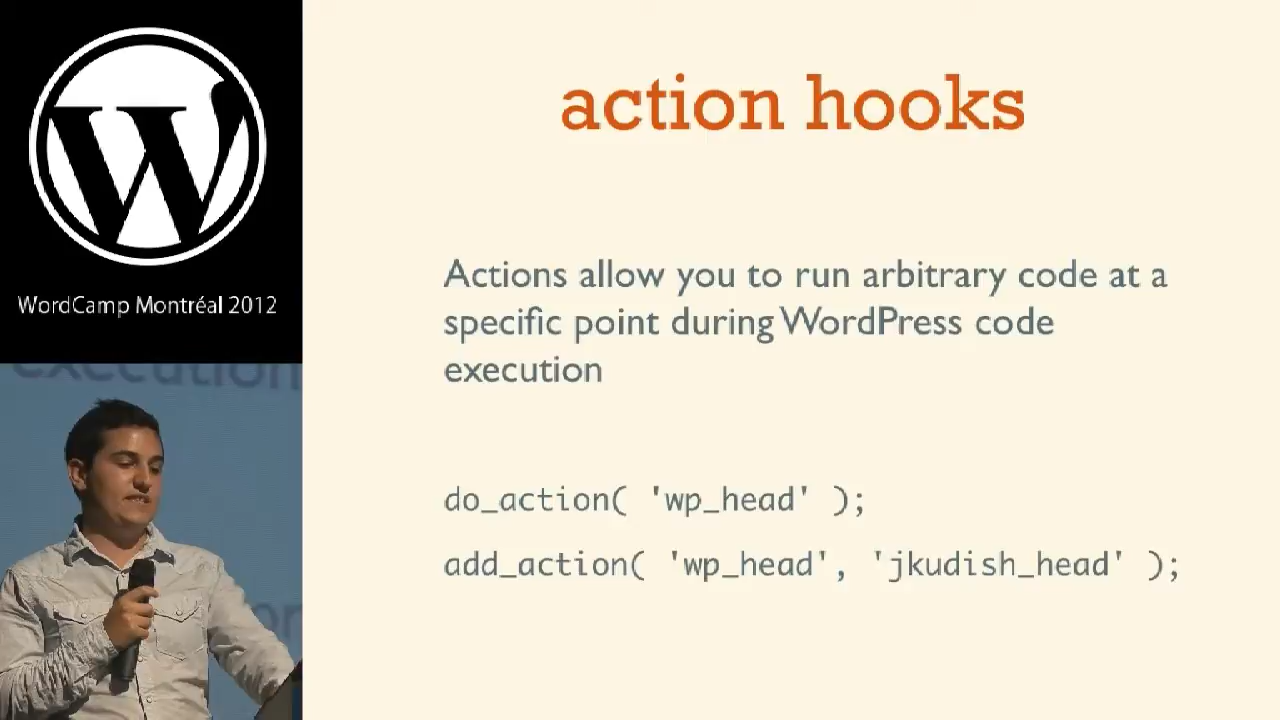 WordCamp Montréal 2012
action hooks
Actions allow you to run arbitrary code at a
specific point during WordPress code
execution
do_action( 'wp_head' );
add_action( 'wp_head', 'jkudish_head' );
execution